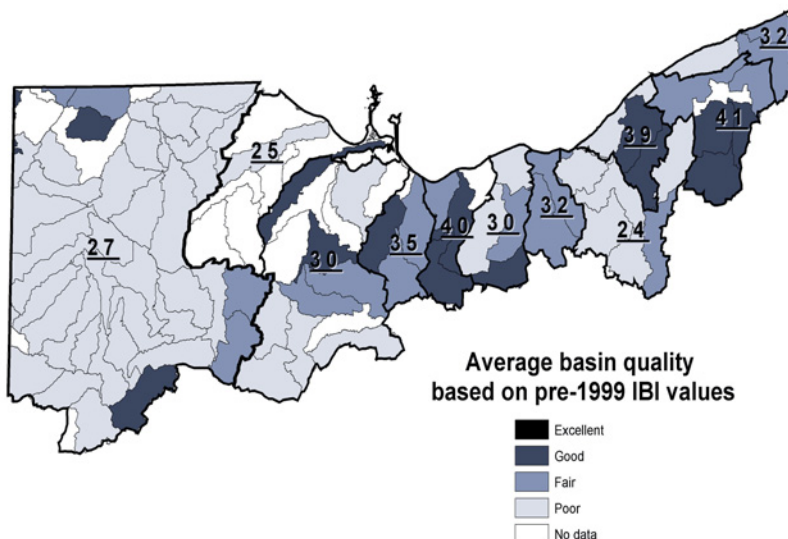 32
41
39
25
40
30
32
35
24
27
30
Average basin quality
based on pre-1999 IBI values
Excellent
Good
Fair
Poor
No data